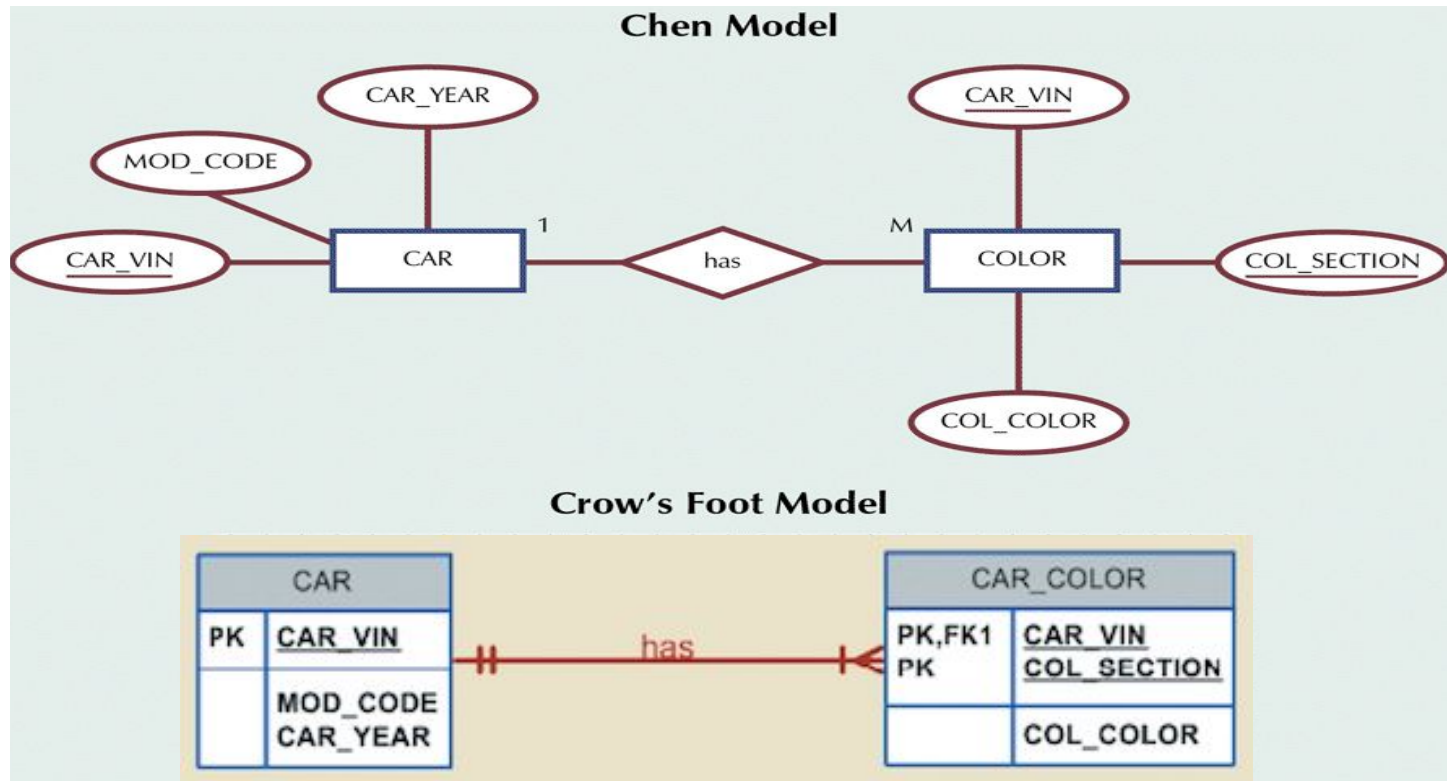 Chen Model
CAR_YEAR
CAR_VIN
MOD_CODE
CAR_VIN
CAR
1
has
M
COLOR
COL_SECTION
COL_COLOR
Crow's Foot Model
CAR
PK CAR_VIN
MOD_CODE
CAR_YEAR
has
CAR_COLOR
PK,FK1 CAR_VIN
PK COL_SECTION
COL_COLOR